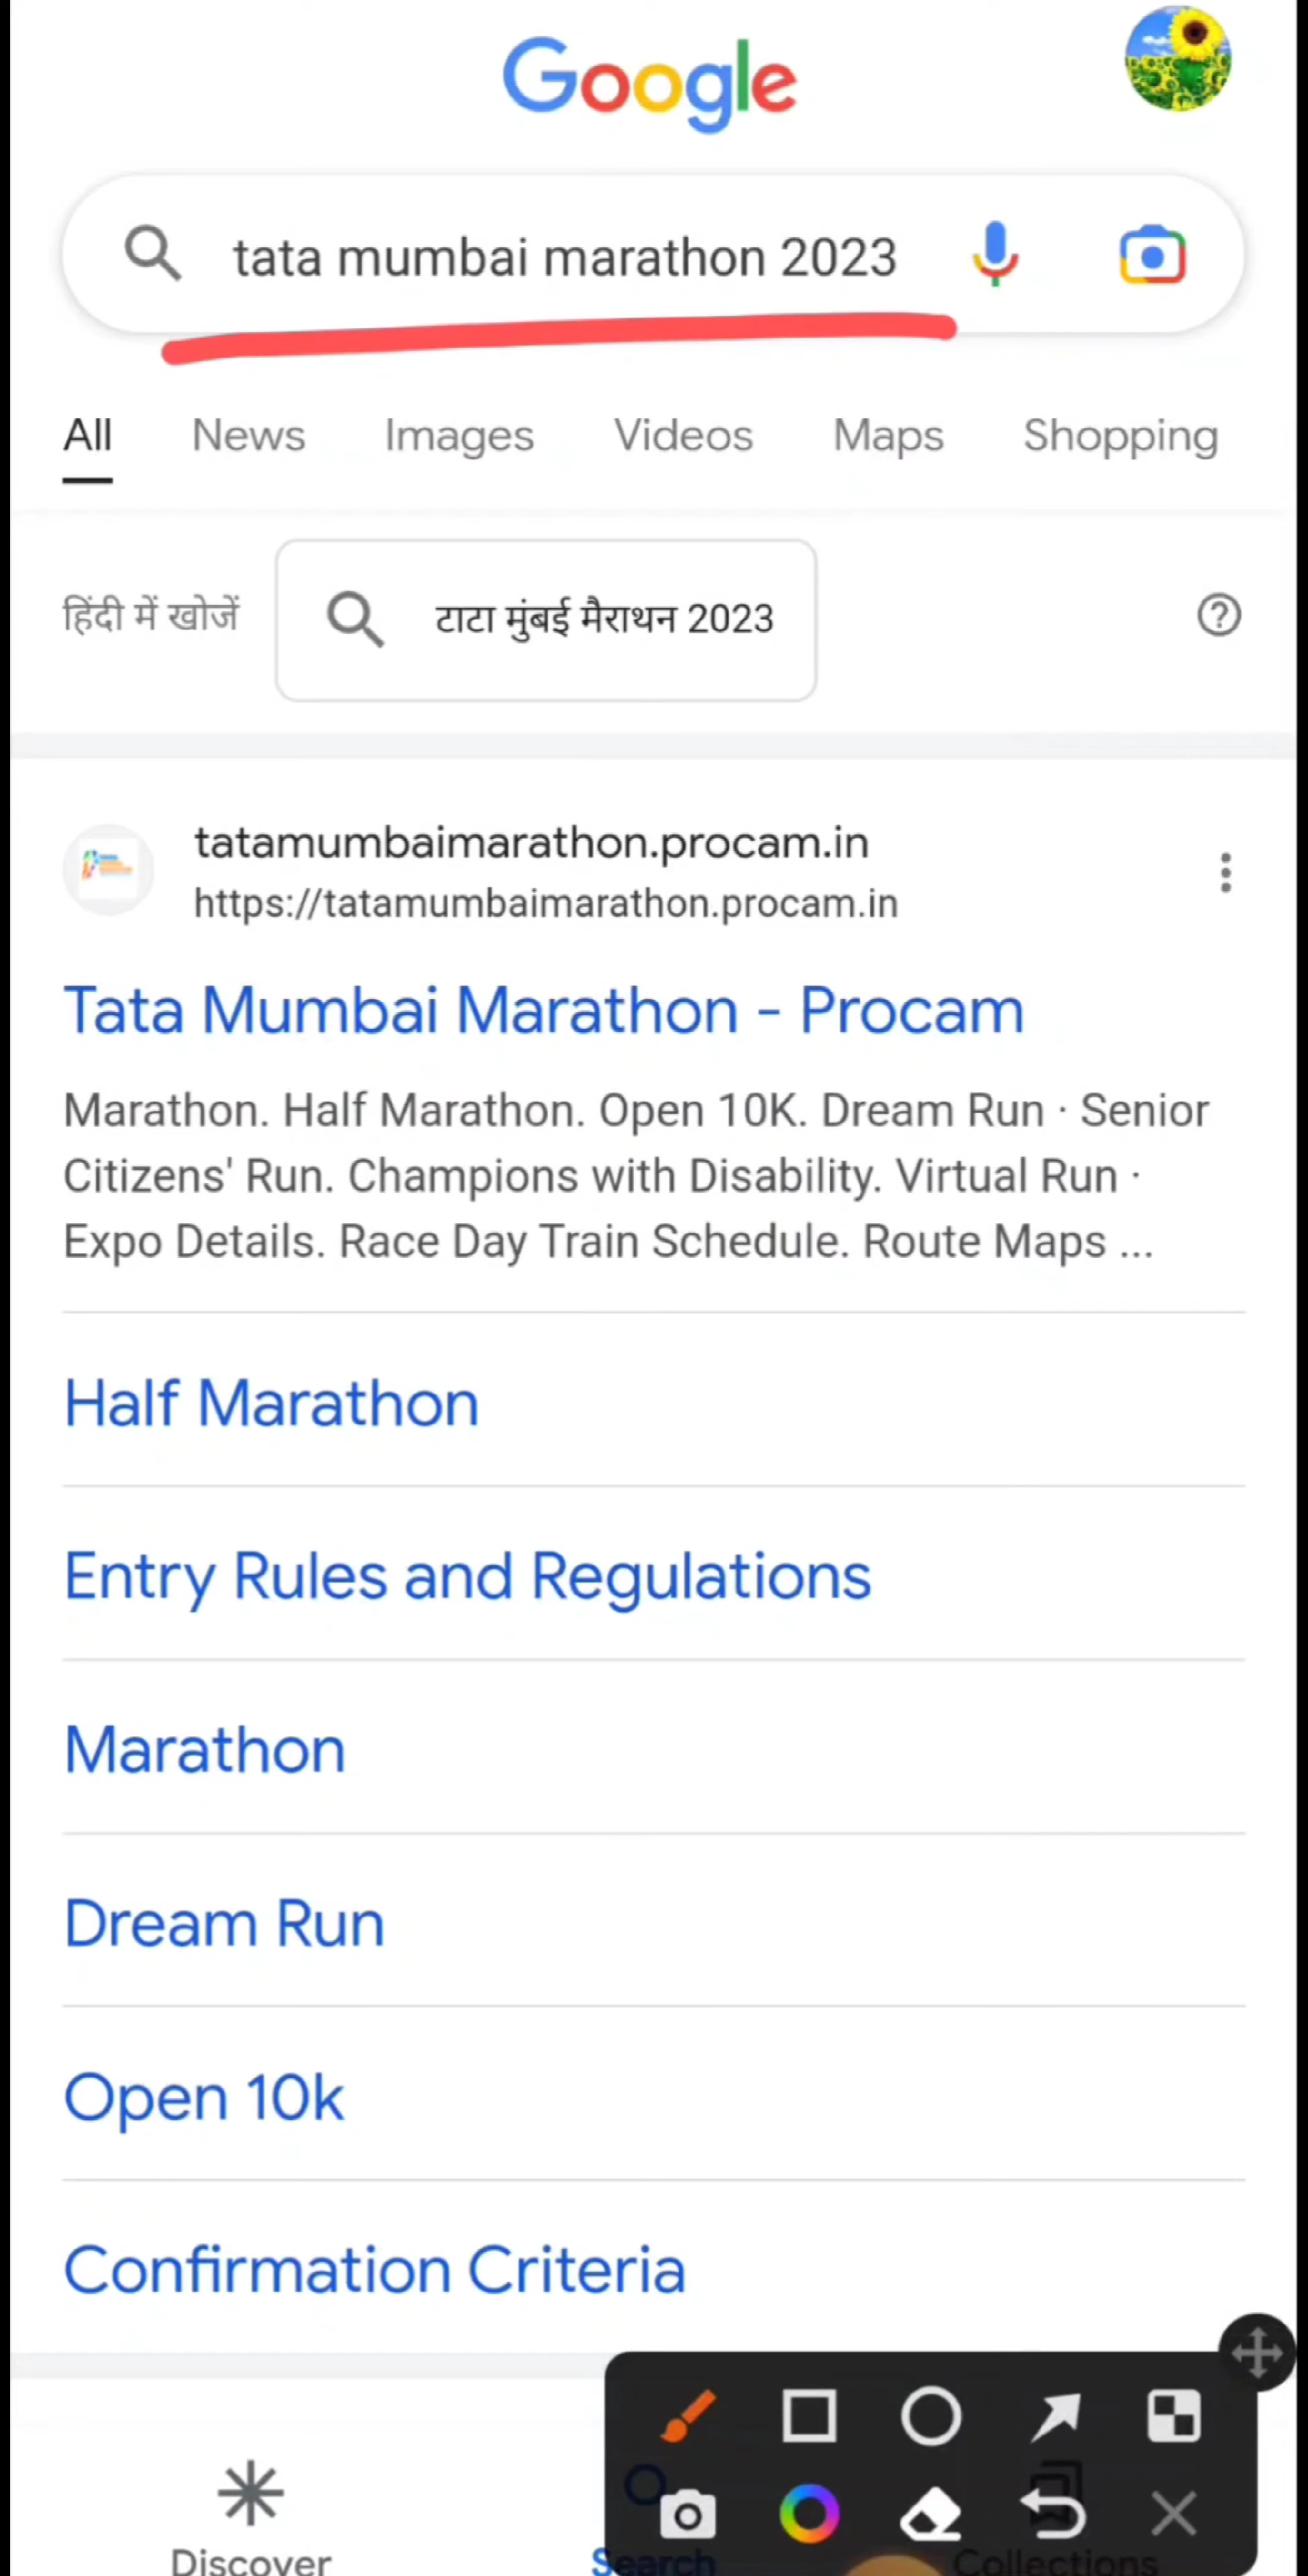 Google
tata mumbai marathon 2023
All News Images Videos Maps Shopping
हिंदी में खोजें टाटा मुंबई मैराथन 2023
tatamumbaimarathon.procam.in
https://tatamumbaimarathon.procam.in
Tata Mumbai Marathon - Procam
Marathon. Half Marathon. Open 10K. Dream Run · Senior
Citizens' Run. Champions with Disability. Virtual Run ·
Expo Details. Race Day Train Schedule. Route Maps ...
Half Marathon
Entry Rules and Regulations
Marathon
Dream Run
Open 10k
Confirmation Criteria
Discover Search Collections